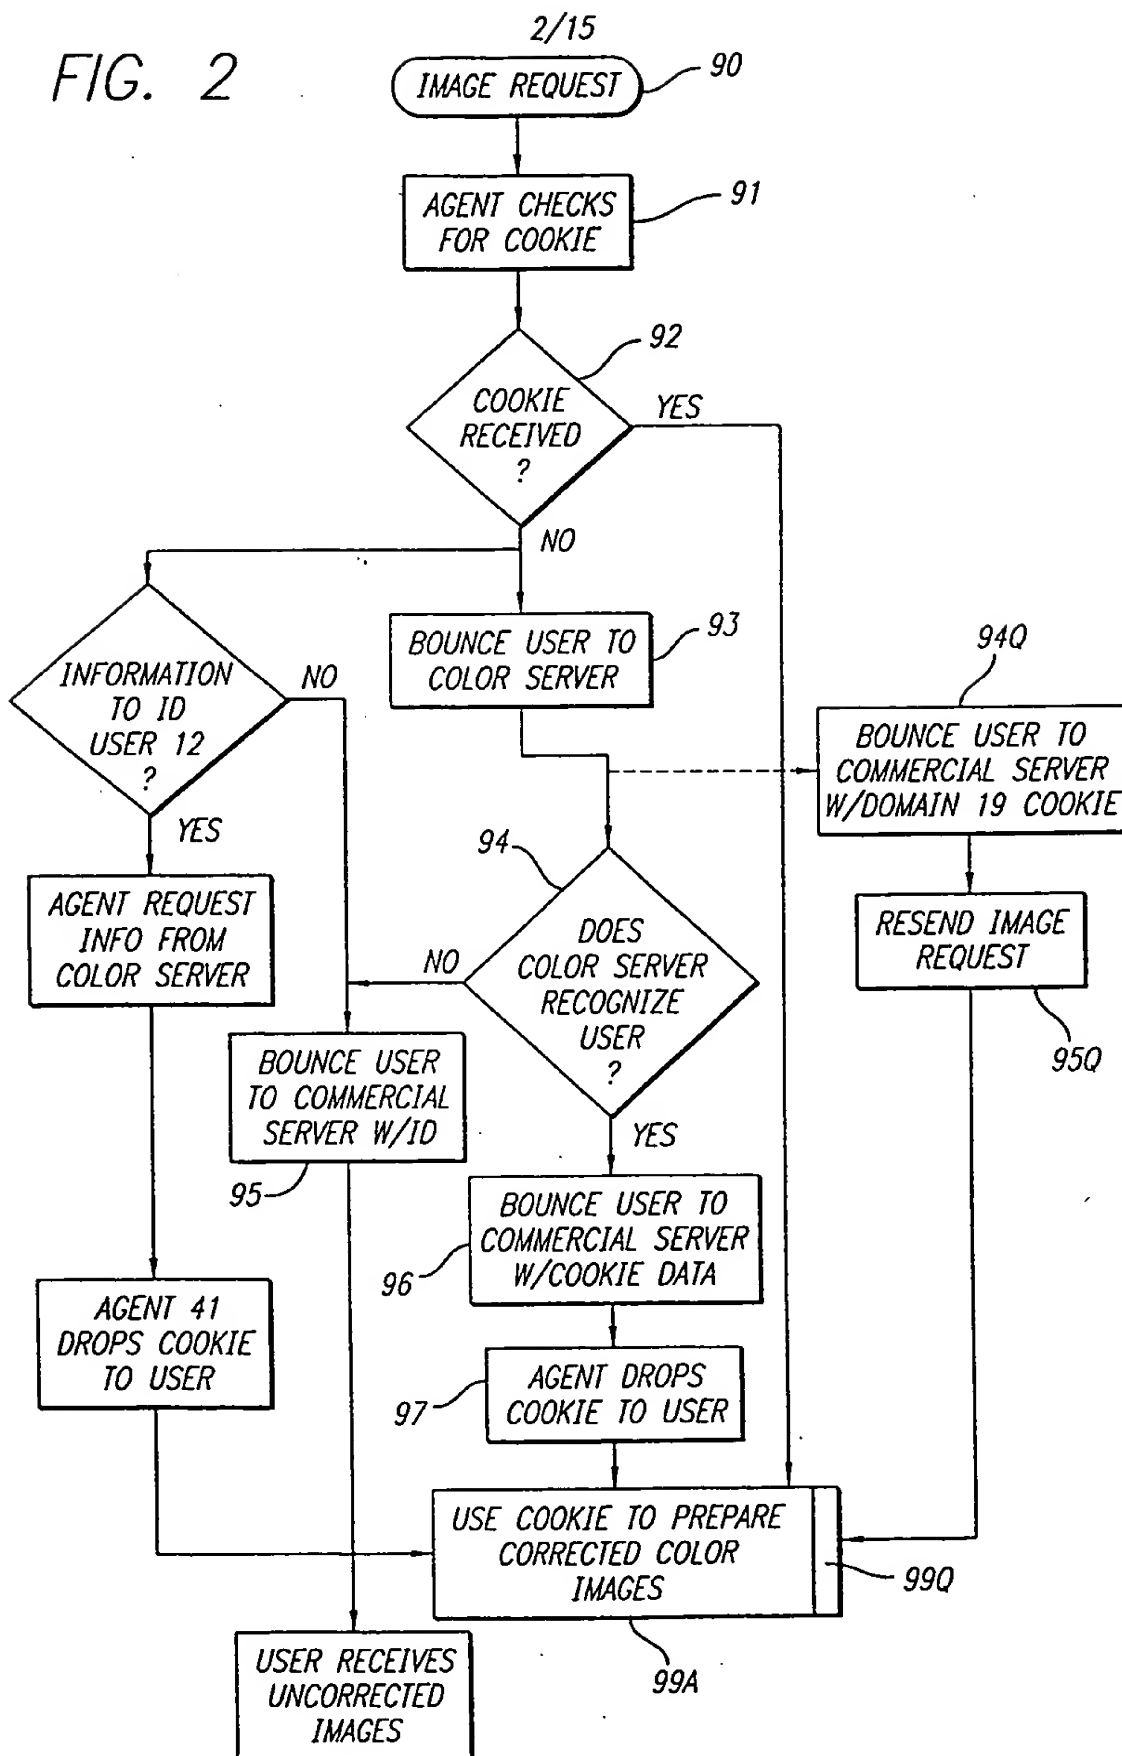 2/15
FIG. 2
IMAGE REQUEST
90
AGENT CHECKS
FOR COOKIE
91
COOKIE
RECEIVED
?
92
YES
NO
BOUNCE USER TO
COLOR SERVER
93
INFORMATION
TO ID
USER 12
?
NO
YES
94Q
BOUNCE USER TO
COMMERCIAL SERVER
W/DOMAIN 19 COOKIE
94
DOES
COLOR SERVER
RECOGNIZE
USER
?
NO
YES
AGENT REQUEST
INFO FROM
COLOR SERVER
RESEND IMAGE
REQUEST
95Q
BOUNCE USER
TO COMMERCIAL
SERVER W/ID
95
BOUNCE USER TO
COMMERCIAL SERVER
W/COOKIE DATA
96
AGENT 41
DROPS COOKIE
TO USER
AGENT DROPS
COOKIE TO USER
97
USE COOKIE TO PREPARE
CORRECTED COLOR
IMAGES
99Q
99A
USER RECEIVES
UNCORRECTED
IMAGES